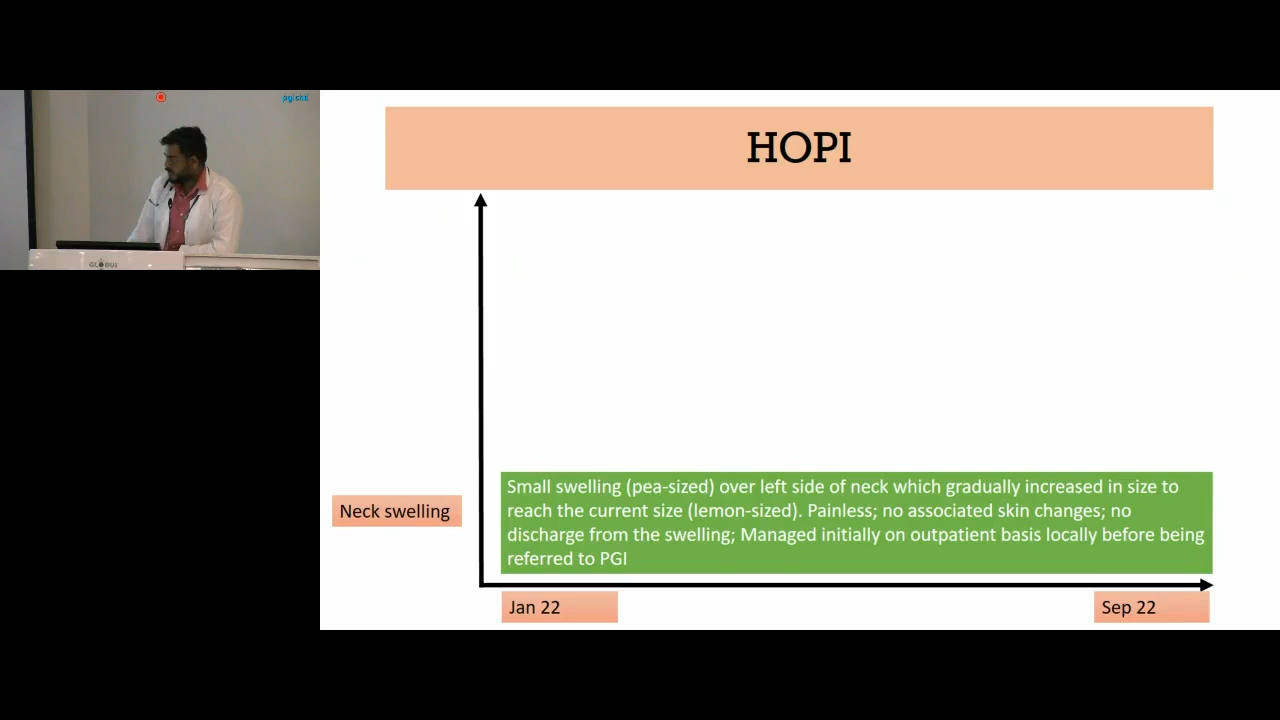 pgichd
HOPI
Neck swelling
Small swelling (pea-sized) over left side of neck which gradually increased in size to
reach the current size (lemon-sized). Painless; no associated skin changes; no
discharge from the swelling; Managed initially on outpatient basis locally before being
referred to PGI
Jan 22
Sep 22
GLOBUS